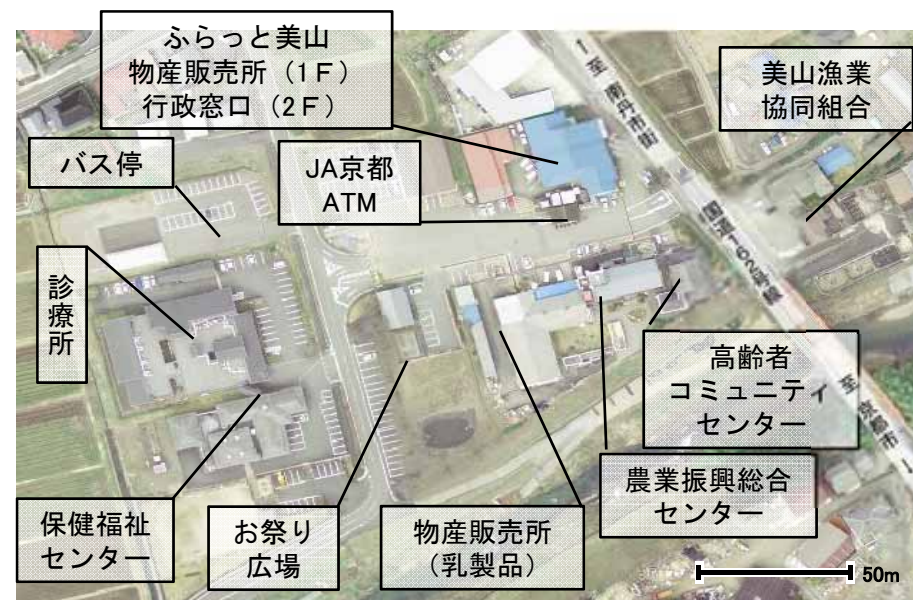 ふらっと美山
物産販売所（1F）
行政窓口（2F）
美山漁業
協同組合
バス停
JA京都
ATM
↑至 南丹市街
国道162号線
至 京都市↓
診療所
高齢者
コミュニティ
センター
農業振興総合
センター
保健福祉
センター
お祭り
広場
物産販売所
（乳製品）
50m